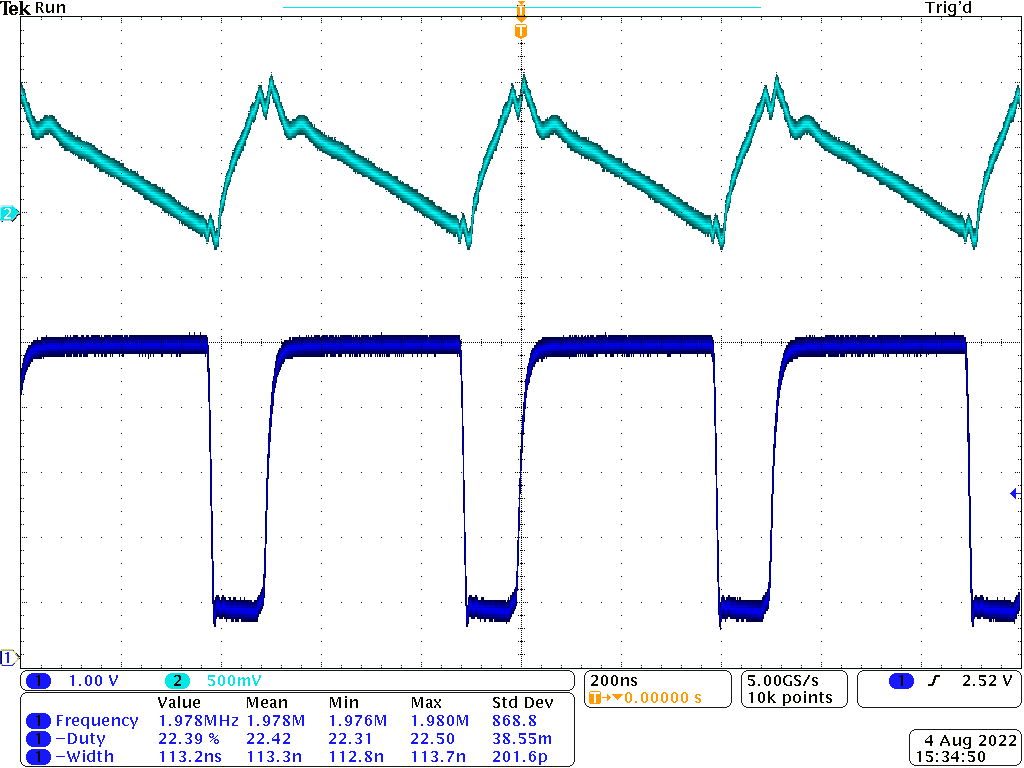 Tek Run Trig'd
T
T
2
1
1 1.00 V 2 500mV
200ns
T→▼0.00000 s
5.00GS/s
10k points
1 2.52 V
Value Mean Min Max Std Dev
1 Frequency 1.978MHz 1.978M 1.976M 1.980M 868.8
1 −Duty 22.39 % 22.42 22.31 22.50 38.55m
1 −Width 113.2ns 113.3n 112.8n 113.7n 201.6p
4 Aug 2022
15:34:50